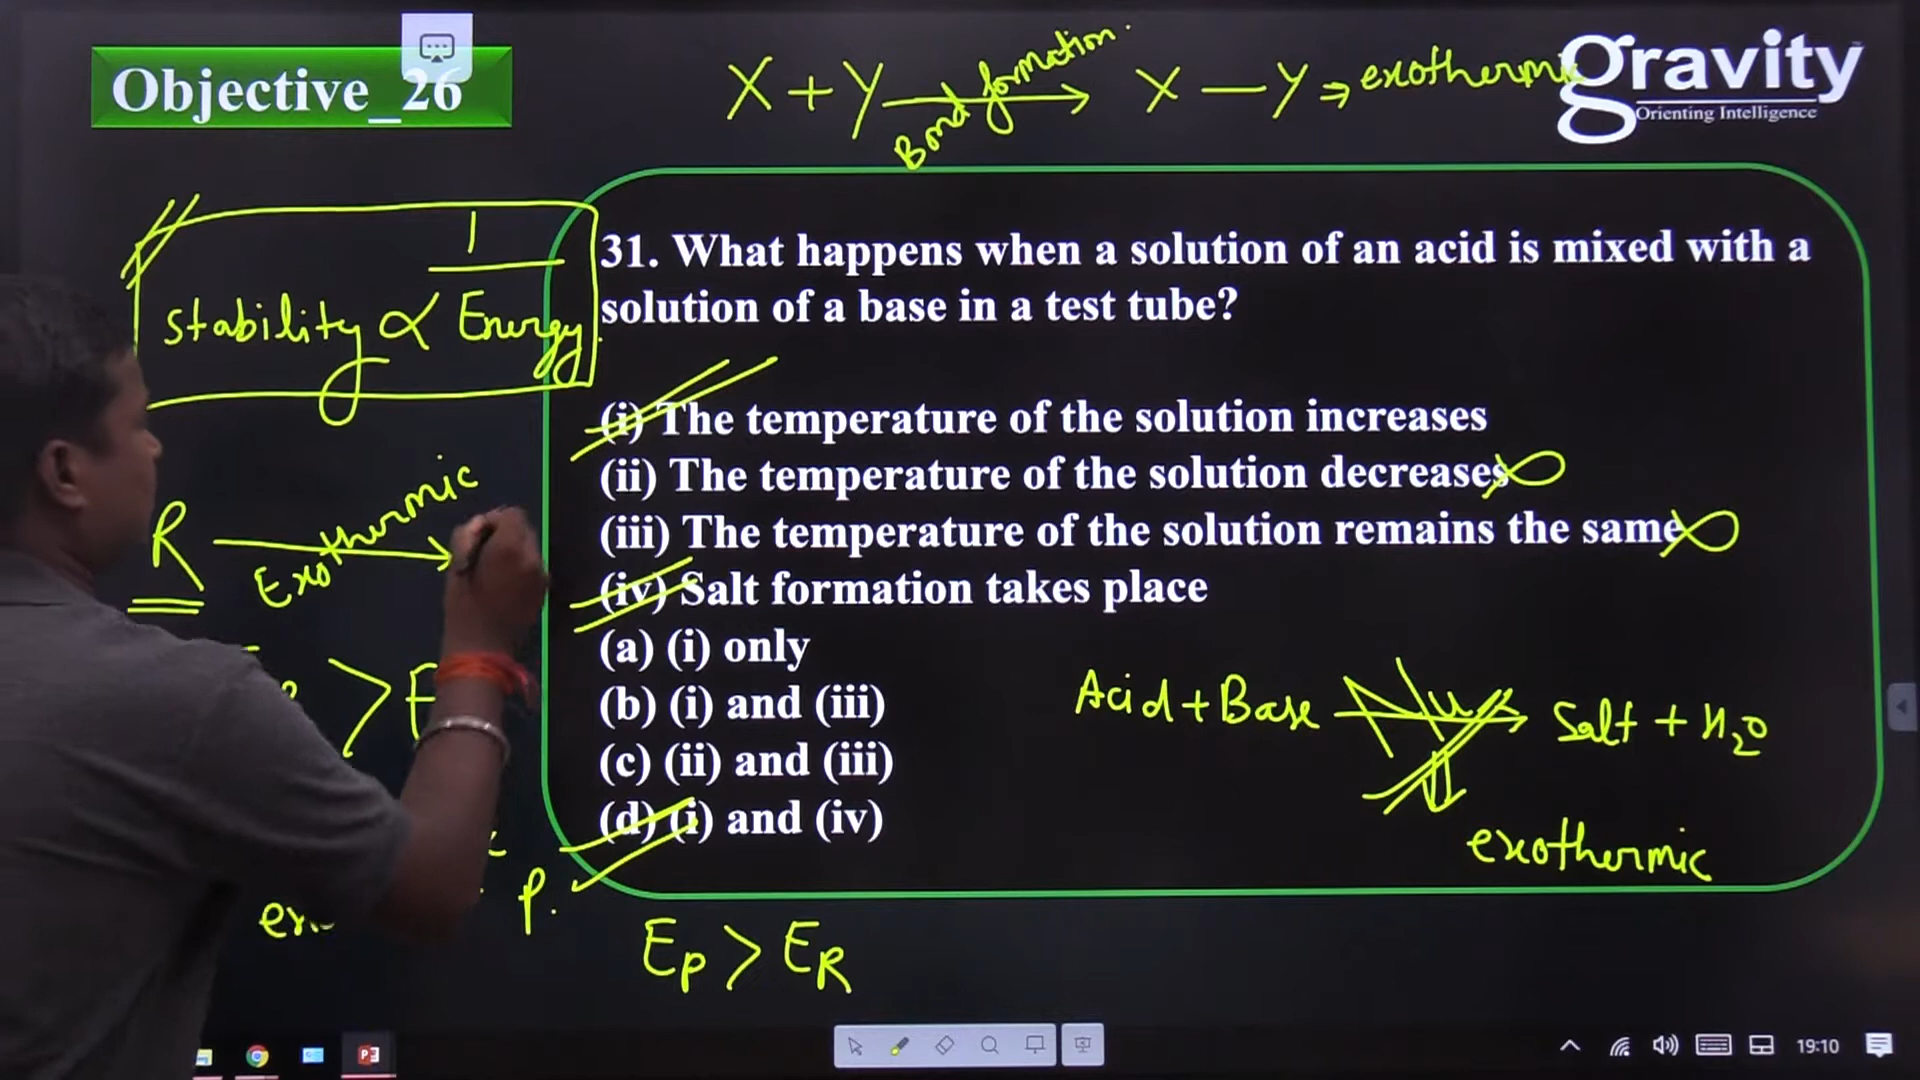 Objective_26
X + Y Bond formation → X — Y ⇒ exothermic
gravity
Orienting Intelligence
stability ∝ 1 / Energy
31. What happens when a solution of an acid is mixed with a
solution of a base in a test tube?
(i) The temperature of the solution increases
(ii) The temperature of the solution decreases
(iii) The temperature of the solution remains the same
(iv) Salt formation takes place
(a) (i) only
(b) (i) and (iii)
(c) (ii) and (iii)
(d) (i) and (iv)
R Exothermic →
>
P.
Acid + Base → Salt + H2O
exothermic
EP > ER
19:10